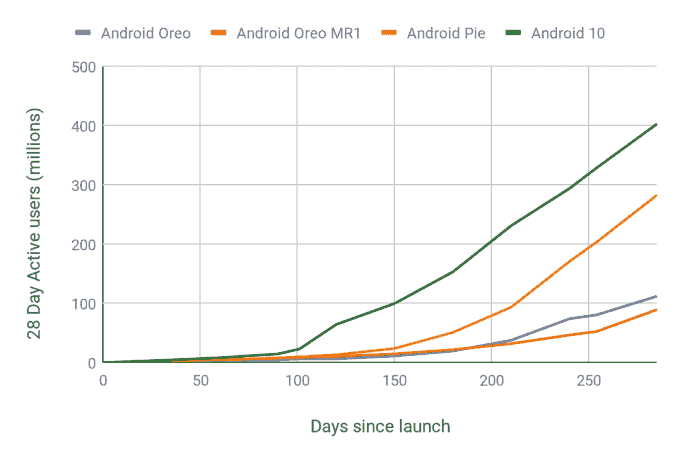 Android Oreo Android Oreo MR1 Android Pie Android 10
28 Day Active users (millions)
500
400
300
200
100
0
0 50 100 150 200 250
Days since launch